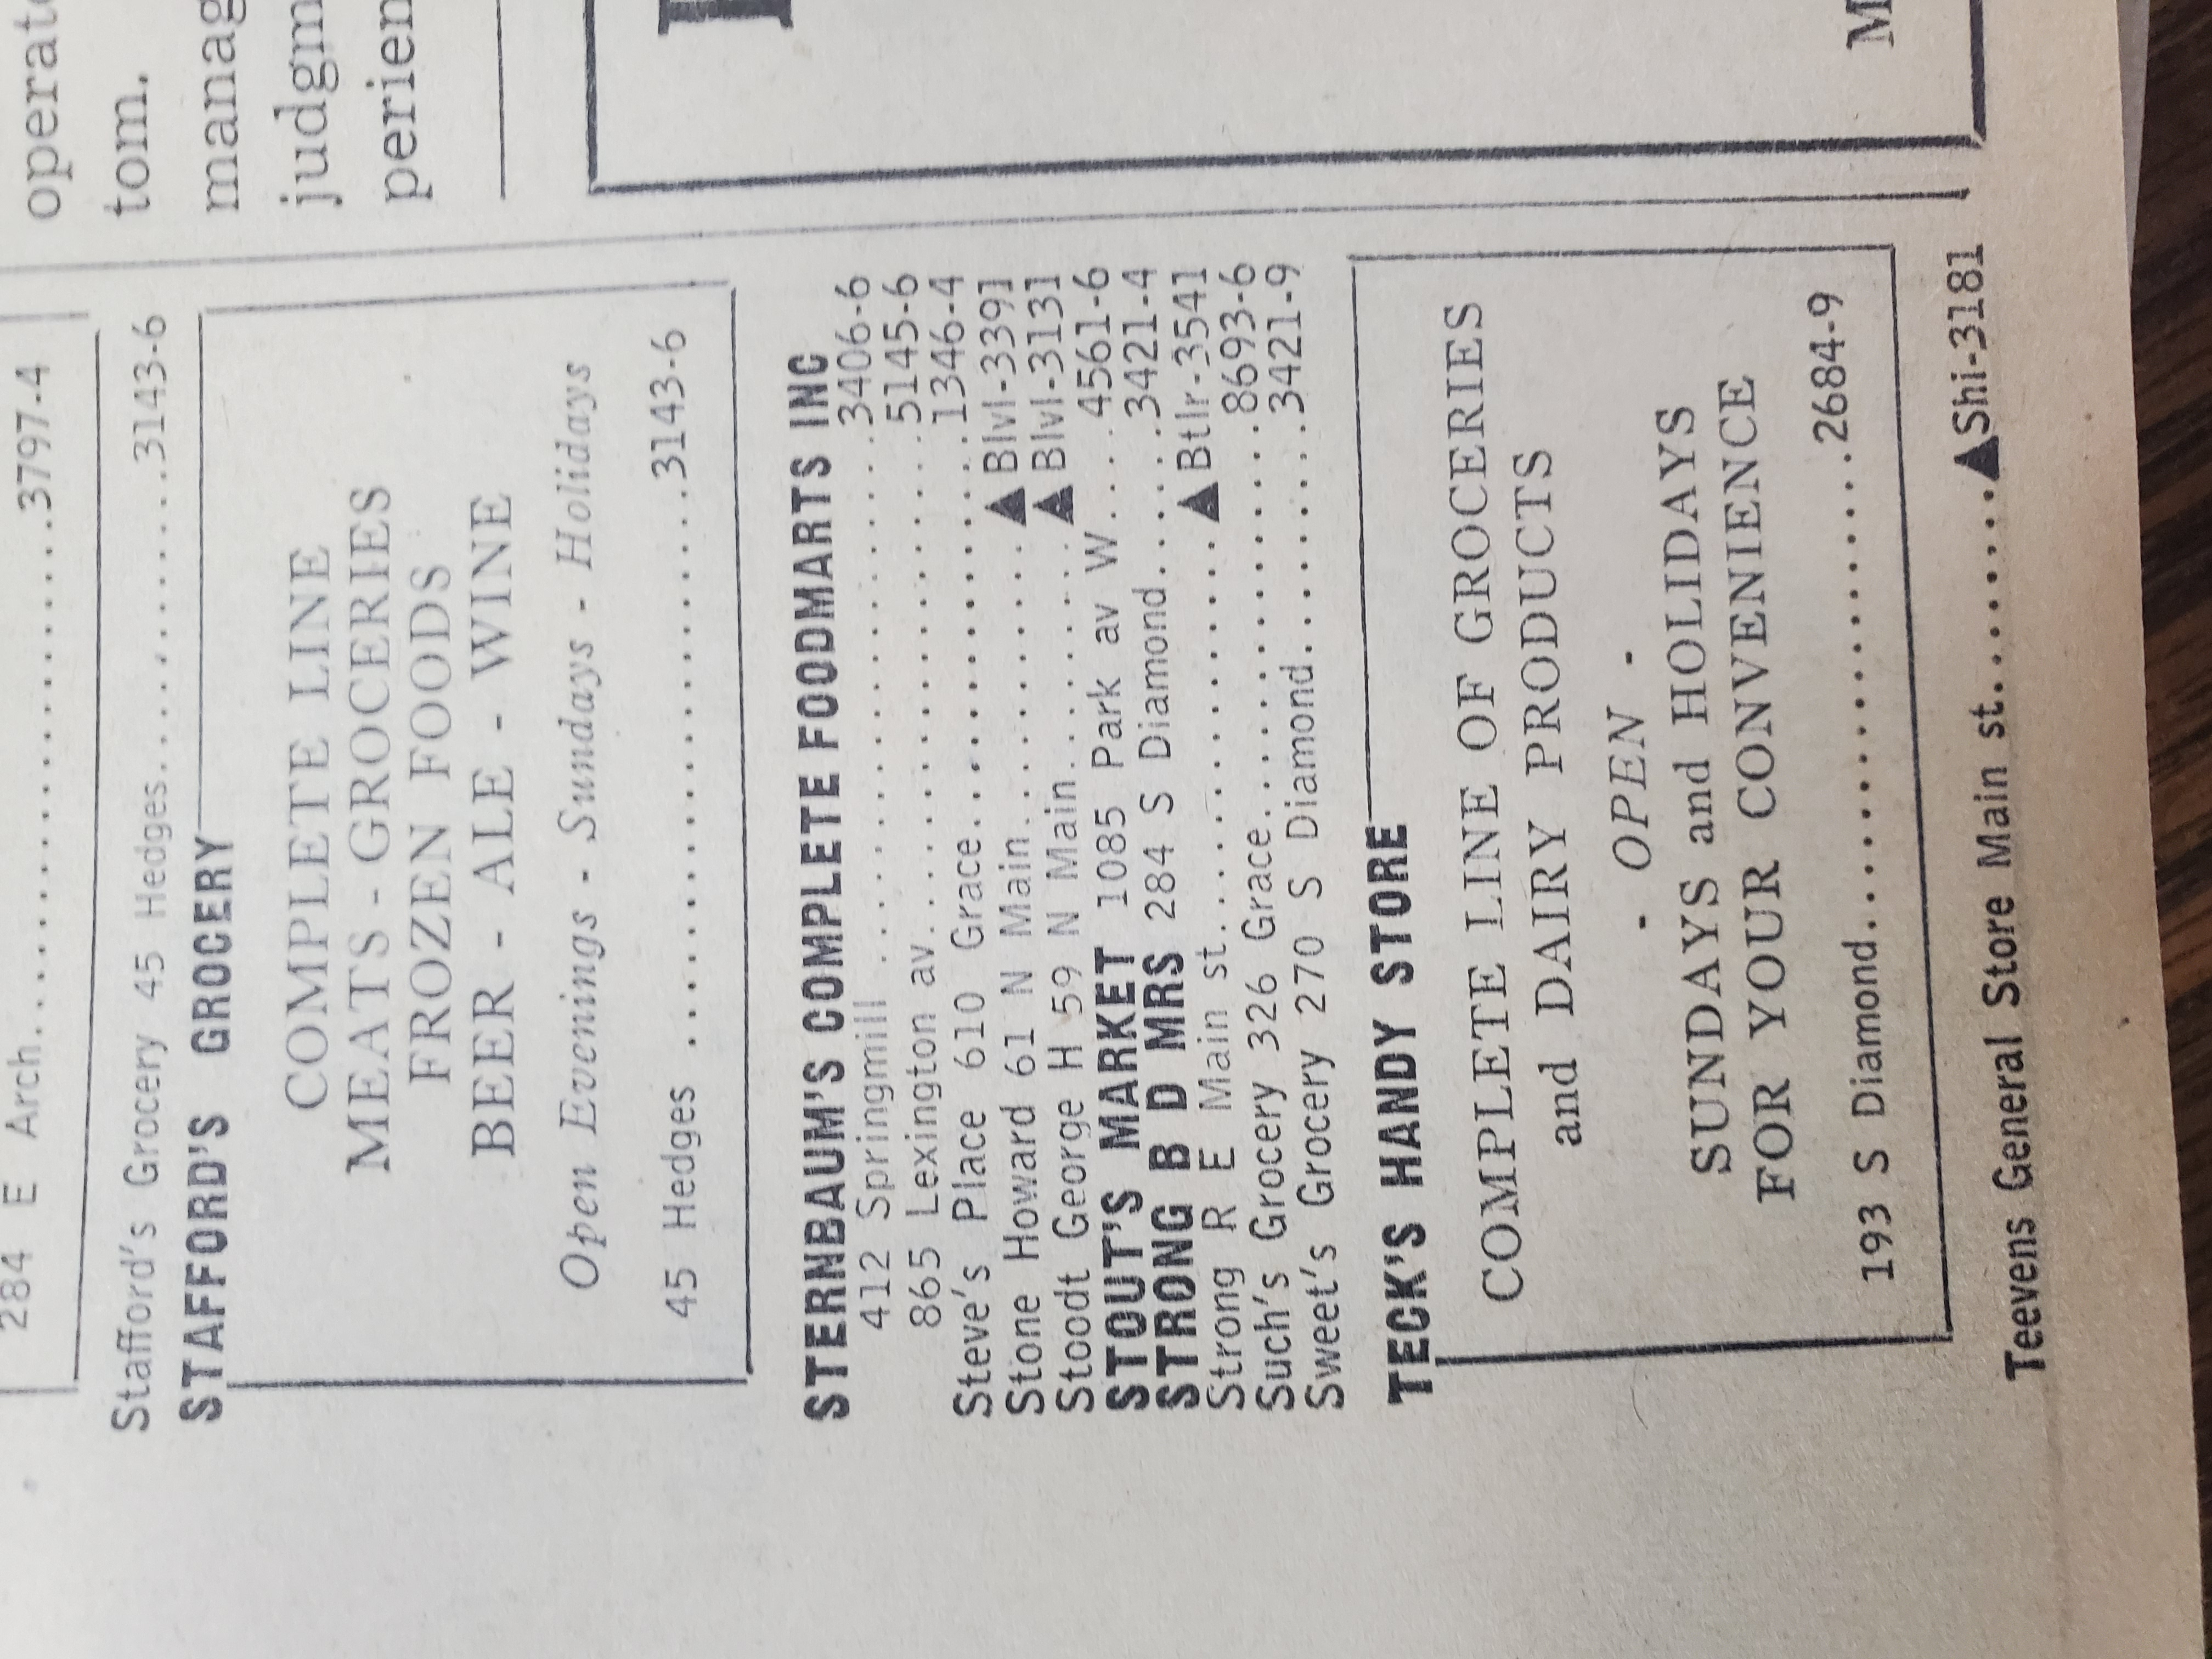 284 E Arch....................3797-4
Stafford's Grocery 45 Hedges...............3143-6
STAFFORD'S GROCERY
COMPLETE LINE
MEATS - GROCERIES
FROZEN FOODS
BEER - ALE - WINE
Open Evenings - Sundays - Holidays
45 Hedges ........................3143-6
STERNBAUM'S COMPLETE FOODMARTS INC
412 Springmill ........................3406-6
865 Lexington av......................5145-6
Steve's Place 610 Grace.................1346-4
Stone Howard 61 N Main..............▲Blvl-3391
Stoodt George H 59 N Main..........▲Blvl-3131
STOUT'S MARKET 1085 Park av W....4561-6
STRONG B D MRS 284 S Diamond.......3421-4
Strong R E Main st..................▲Btlr-3541
Such's Grocery 326 Grace..................8693-6
Sweet's Grocery 270 S Diamond...........3421-9
TECK'S HANDY STORE
COMPLETE LINE OF GROCERIES
and DAIRY PRODUCTS
- OPEN -
SUNDAYS and HOLIDAYS
FOR YOUR CONVENIENCE
193 S Diamond......................2684-9
Teevens General Store Main st..........▲Shi-3181
tom.